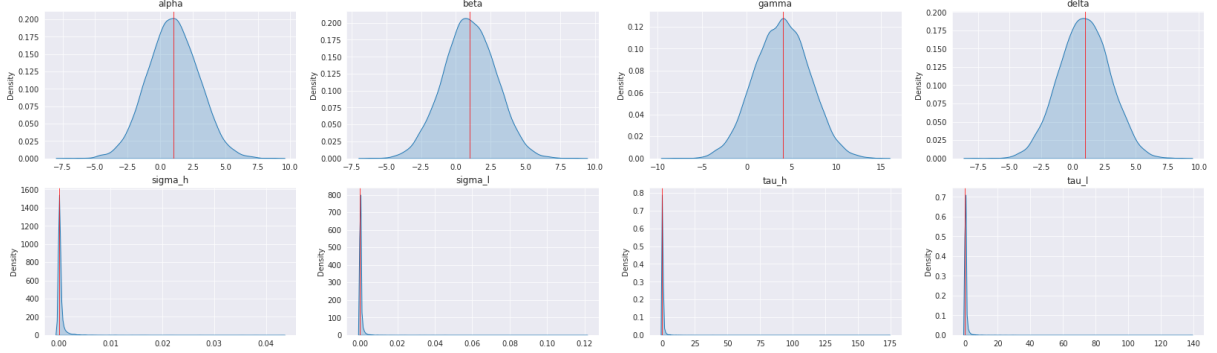 alpha
beta
gamma
delta
Density
0.200
0.175
0.150
0.125
0.100
0.075
0.050
0.025
0.000
−7.5 −5.0 −2.5 0.0 2.5 5.0 7.5 10.0
Density
0.200
0.175
0.150
0.125
0.100
0.075
0.050
0.025
0.000
−7.5 −5.0 −2.5 0.0 2.5 5.0 7.5 10.0
Density
0.12
0.10
0.08
0.06
0.04
0.02
0.00
−10 −5 0 5 10 15
Density
0.200
0.175
0.150
0.125
0.100
0.075
0.050
0.025
0.000
−7.5 −5.0 −2.5 0.0 2.5 5.0 7.5 10.0
sigma_h
sigma_l
tau_h
tau_l
Density
1600
1400
1200
1000
800
600
400
200
0
0.00 0.01 0.02 0.03 0.04
Density
800
700
600
500
400
300
200
100
0
0.00 0.02 0.04 0.06 0.08 0.10 0.12
Density
0.8
0.7
0.6
0.5
0.4
0.3
0.2
0.1
0.0
0 25 50 75 100 125 150 175
Density
0.7
0.6
0.5
0.4
0.3
0.2
0.1
0.0
0 20 40 60 80 100 120 140